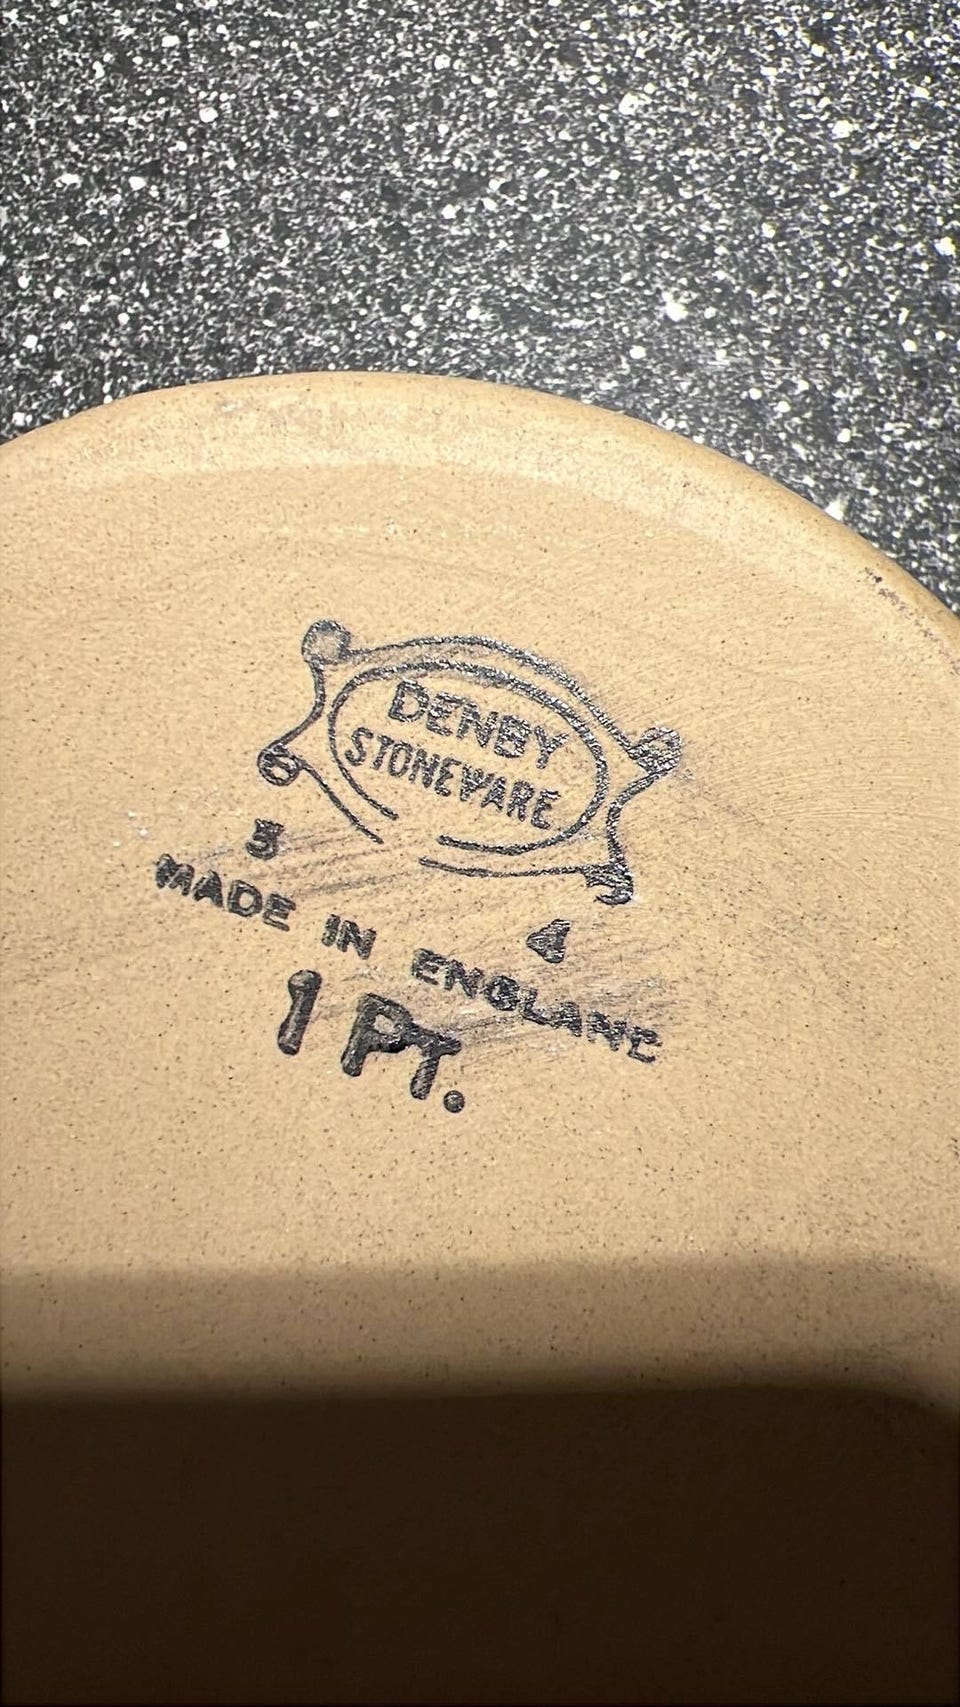 DENBY
STONEWARE
3 4
MADE IN ENGLAND
1 PT.